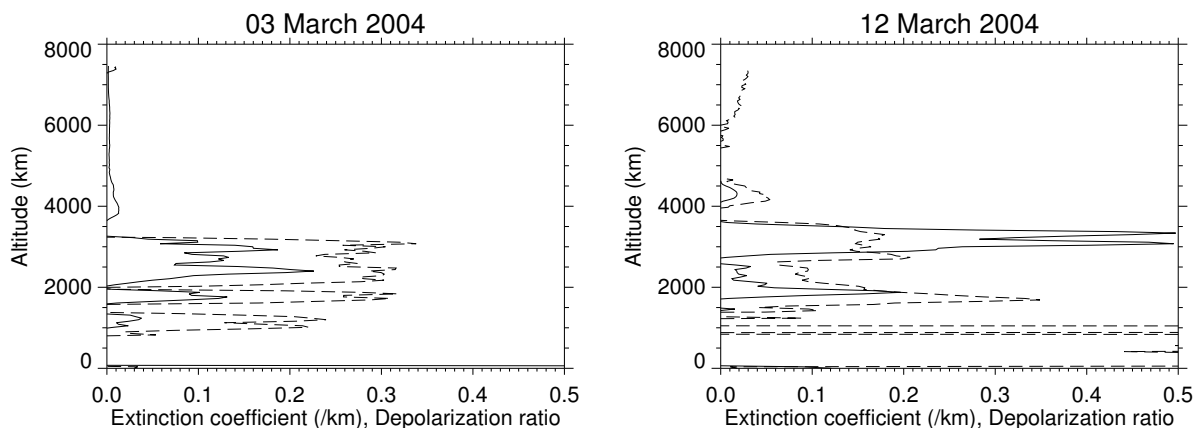 03 March 2004
8000
6000
4000
2000
0
Altitude (km)
0.0 0.1 0.2 0.3 0.4 0.5
Extinction coefficient (/km), Depolarization ratio
12 March 2004
8000
6000
4000
2000
0
Altitude (km)
0.0 0.1 0.2 0.3 0.4 0.5
Extinction coefficient (/km), Depolarization ratio